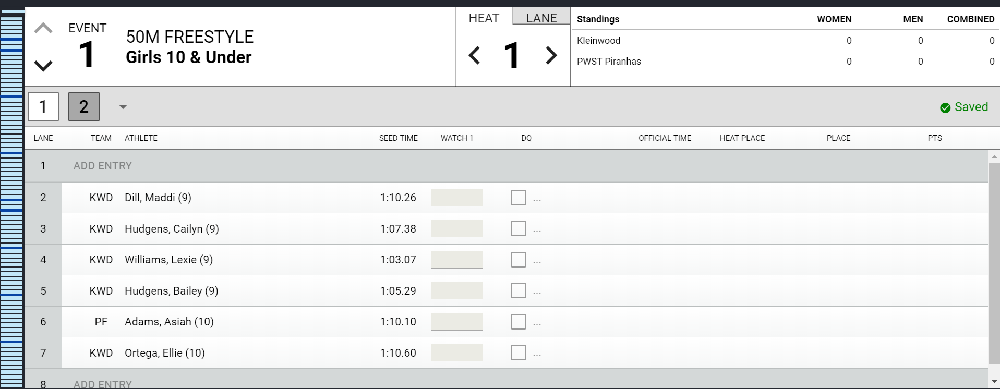 EVENT
1
50M FREESTYLE
Girls 10 & Under
HEAT LANE
1
Standings WOMEN MEN COMBINED
Kleinwood 0 0 0
PWST Piranhas 0 0 0
1 2
Saved
LANE TEAM ATHLETE SEED TIME WATCH 1 DQ OFFICIAL TIME HEAT PLACE PLACE PTS
1 ADD ENTRY
2 KWD Dill, Maddi (9) 1:10.26 ...
3 KWD Hudgens, Cailyn (9) 1:07.38 ...
4 KWD Williams, Lexie (9) 1:03.07 ...
5 KWD Hudgens, Bailey (9) 1:05.29 ...
6 PF Adams, Asiah (10) 1:10.10 ...
7 KWD Ortega, Ellie (10) 1:10.60 ...
8 ADD ENTRY